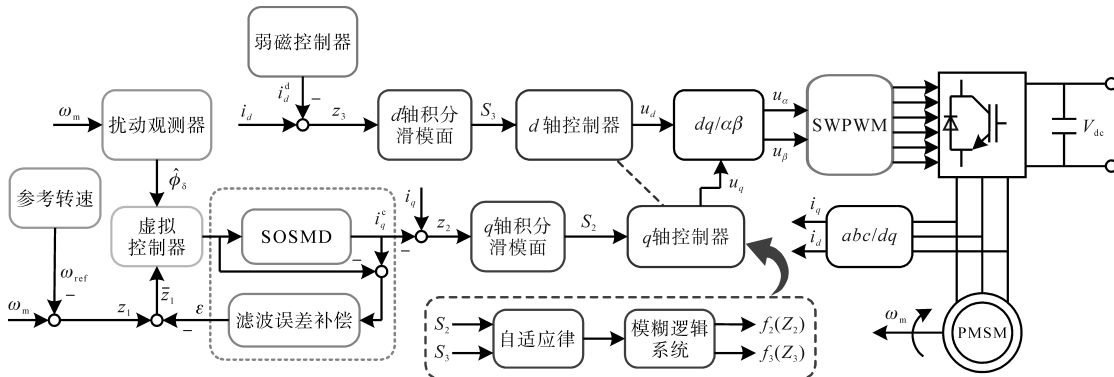 弱磁控制器
i_d^d
−
ω_m
扰动观测器
i_d
z_3
d轴积分
滑模面
S_3
d轴控制器
u_d
dq/αβ
u_α
u_β
SWPWM
V_dc
参考转速
φ̂_δ
虚拟
控制器
SOSMD
i_q^c
−
−
i_q
z_2
q轴积分
滑模面
S_2
q轴控制器
u_q
i_q
i_d
abc/dq
ω_ref
−
ω_m
z_1
z̄_1
ε
−
滤波误差补偿
S_2
S_3
自适应律
模糊逻辑
系统
f_2(Z_2)
f_3(Z_3)
ω_m
PMSM